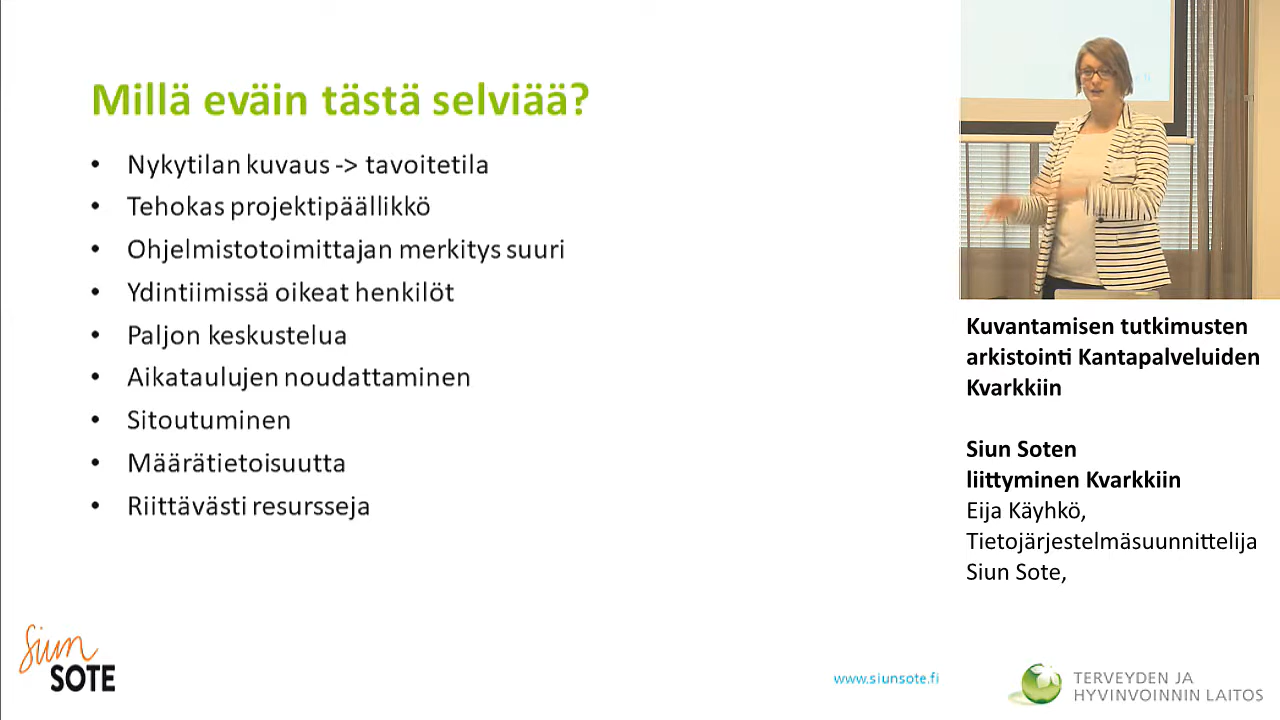 Millä eväin tästä selviää?
• Nykytilan kuvaus -> tavoitetila
• Tehokas projektipäällikkö
• Ohjelmistotoimittajan merkitys suuri
• Ydintiimissä oikeat henkilöt
• Paljon keskustelua
• Aikataulujen noudattaminen
• Sitoutuminen
• Määrätietoisuutta
• Riittävästi resursseja
Kuvantamisen tutkimusten
arkistointi Kantapalveluiden
Kvarkkiin
Siun Soten
liittyminen Kvarkkiin
Eija Käyhkö,
Tietojärjestelmäsuunnittelija
Siun Sote,
Siun
SOTE
www.siunsote.fi
TERVEYDEN JA
HYVINVOINNIN LAITOS